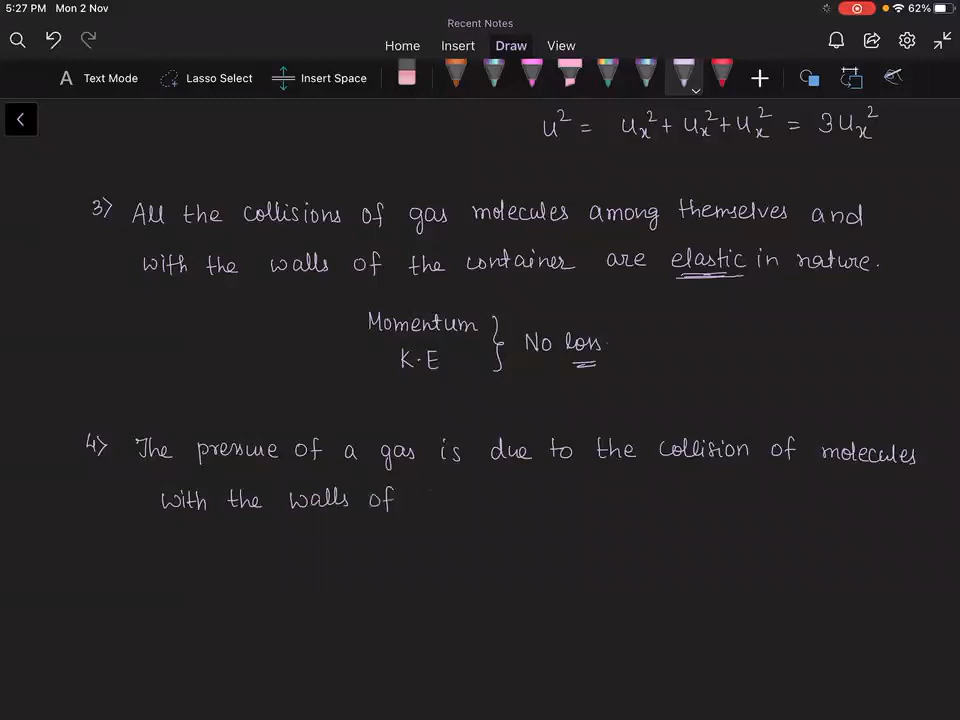 5:27 PM Mon 2 Nov
62%
Recent Notes
Home Insert Draw View
Text Mode Lasso Select Insert Space
u² = uₓ² + uₓ² + uₓ² = 3uₓ²
3> All the collisions of gas molecules among themselves and
with the walls of the container are elastic in nature.
Momentum
K.E } No loss.
4> The pressure of a gas is due to the collision of molecules
with the walls of